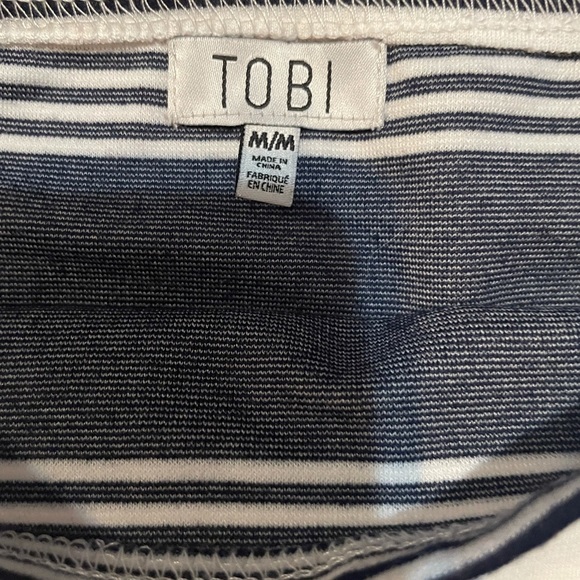 TOBI
M/M
MADE IN
CHINA
FABRIQUÉ
EN CHINE